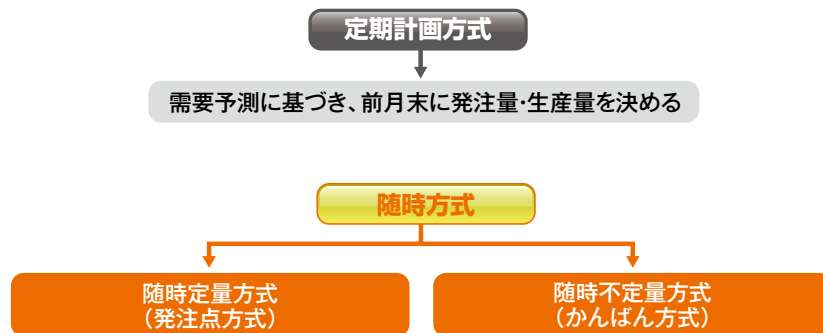 定期計画方式
需要予測に基づき、前月末に発注量・生産量を決める
随時方式
随時定量方式
（発注点方式）
随時不定量方式
（かんばん方式）